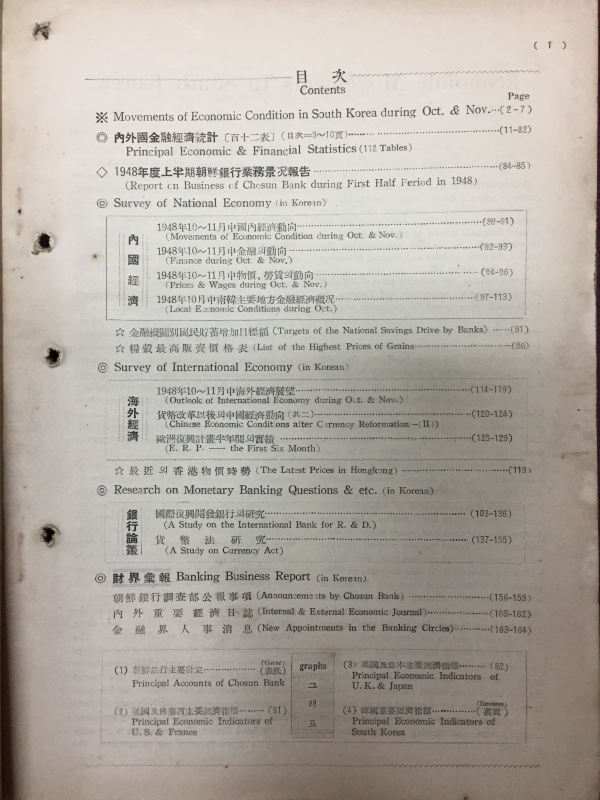 ( 1 )
目 次
Contents
Page
※ Movements of Economic Condition in South Korea during Oct. & Nov.…(2-7)
◎ 內外國金融經濟統計 〔百十二表〕〔目次=8~10頁〕………(11-82)
Principal Economic & Financial Statistics (112 Tables)
◇ 1948年度上半期朝鮮銀行業務景况報告………(84-85)
(Report on Business of Chosun Bank during First Half Period in 1948)
◎ Survey of National Economy (in Korean)
內國經濟
1948年10~11月中國內經濟動向………(89-91)
(Movements of Economic Condition during Oct. & Nov.)
1948年10~11月中金融의動向………(92-93)
(Finance during Oct. & Nov.)
1948年10~11月中物價、勞賃의動向………(94-96)
(Prices & Wages during Oct. & Nov.)
1948年10月中南韓主要地方金融經濟概况………(97-113)
(Local Economic Conditions during Oct.)
☆ 金融機關別國民貯蓄增加目標額 (Targets of the National Savings Drive by Banks) ……(91)
☆ 糧穀最高販賣價格表 (List of the Highest Prices of Grains………(96)
◎ Survey of International Economy (in Korean)
海外經濟
1948年10~11月中海外經濟展望………(114-119)
(Outlook of International Economy during Oct. & Nov.)
貨幣改革以後의中國經濟動向 (其二)………(120-124)
(Chinese Economic Conditions after Currency Reformation—(II))
歐洲復興計畫半年間의實績………(125-129)
(E. R. P. —— the First Six Month)
☆ 最近의香港物價時勢 (The Latest Prices in Hongkong)………(119)
◎ Research on Monetary Banking Questions & etc. (in Korean)
銀行論叢
國際復興開發銀行의硏究………(103-136)
(A Study on the International Bank for R. & D.)
貨幣法硏究………(137-155)
(A Study on Currency Act)
◎ 財界彙報 Banking Business Report (in Korean)
朝鮮銀行調査部公報事項 (Announcements by Chosun Bank)………(156-159)
內外重要經濟日誌 (Internal & External Economic Journal)………(160-162)
金融界人事消息 (New Appointments in the Banking Circles)………(163-164)
(1) 朝鮮銀行主要計定………(Cover)(表紙)
Principal Accounts of Chosun Bank
(2) 美國及佛蘭西主要經濟指標………(81)
Principal Economic Indicators of
U. S. & France
graphs
그
래
프
(3) 英國及日本主要經濟指標………(82)
Principal Economic Indicators of
U. K. & Japan
(4) 韓國重要經濟指標………(裏面)
Principal Economic Indicators of
South Korea